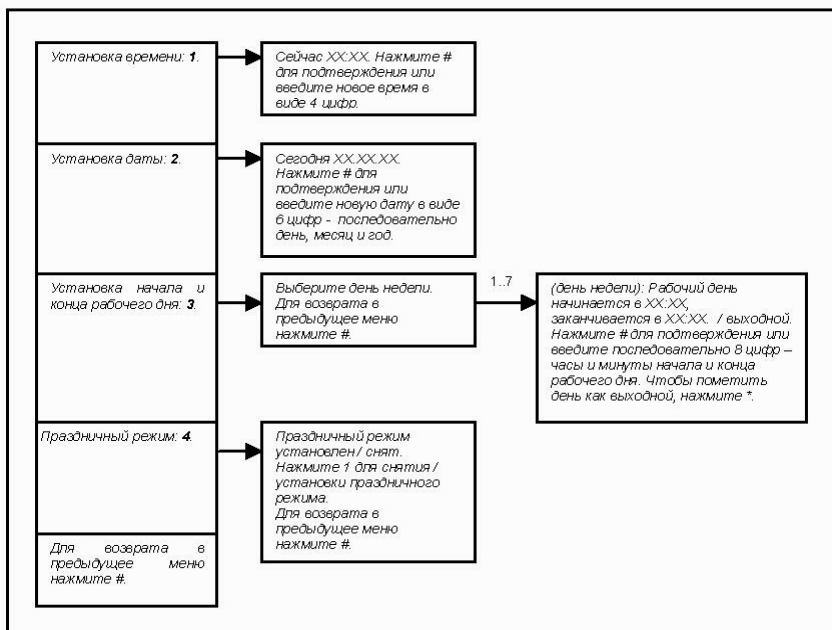 Установка времени: 1.
Сейчас XX:XX. Нажмите #
для подтверждения или
введите новое время в
виде 4 цифр.
Установка даты: 2.
Сегодня XX.XX.XX.
Нажмите # для
подтверждения или
введите новую дату в виде
6 цифр - последовательно
день, месяц и год.
Установка начала и
конца рабочего дня: 3.
Выберите день недели.
Для возврата в
предыдущее меню
нажмите #.
1..7
(день недели): Рабочий день
начинается в XX:XX,
заканчивается в XX:XX. / выходной.
Нажмите # для подтверждения или
введите последовательно 8 цифр –
часы и минуты начала и конца
рабочего дня. Чтобы пометить
день как выходной, нажмите *.
Праздничный режим: 4.
Праздничный режим
установлен / снят.
Нажмите 1 для снятия /
установки праздничного
режима.
Для возврата в
предыдущее меню
нажмите #.
Для возврата в
предыдущее меню
нажмите #.